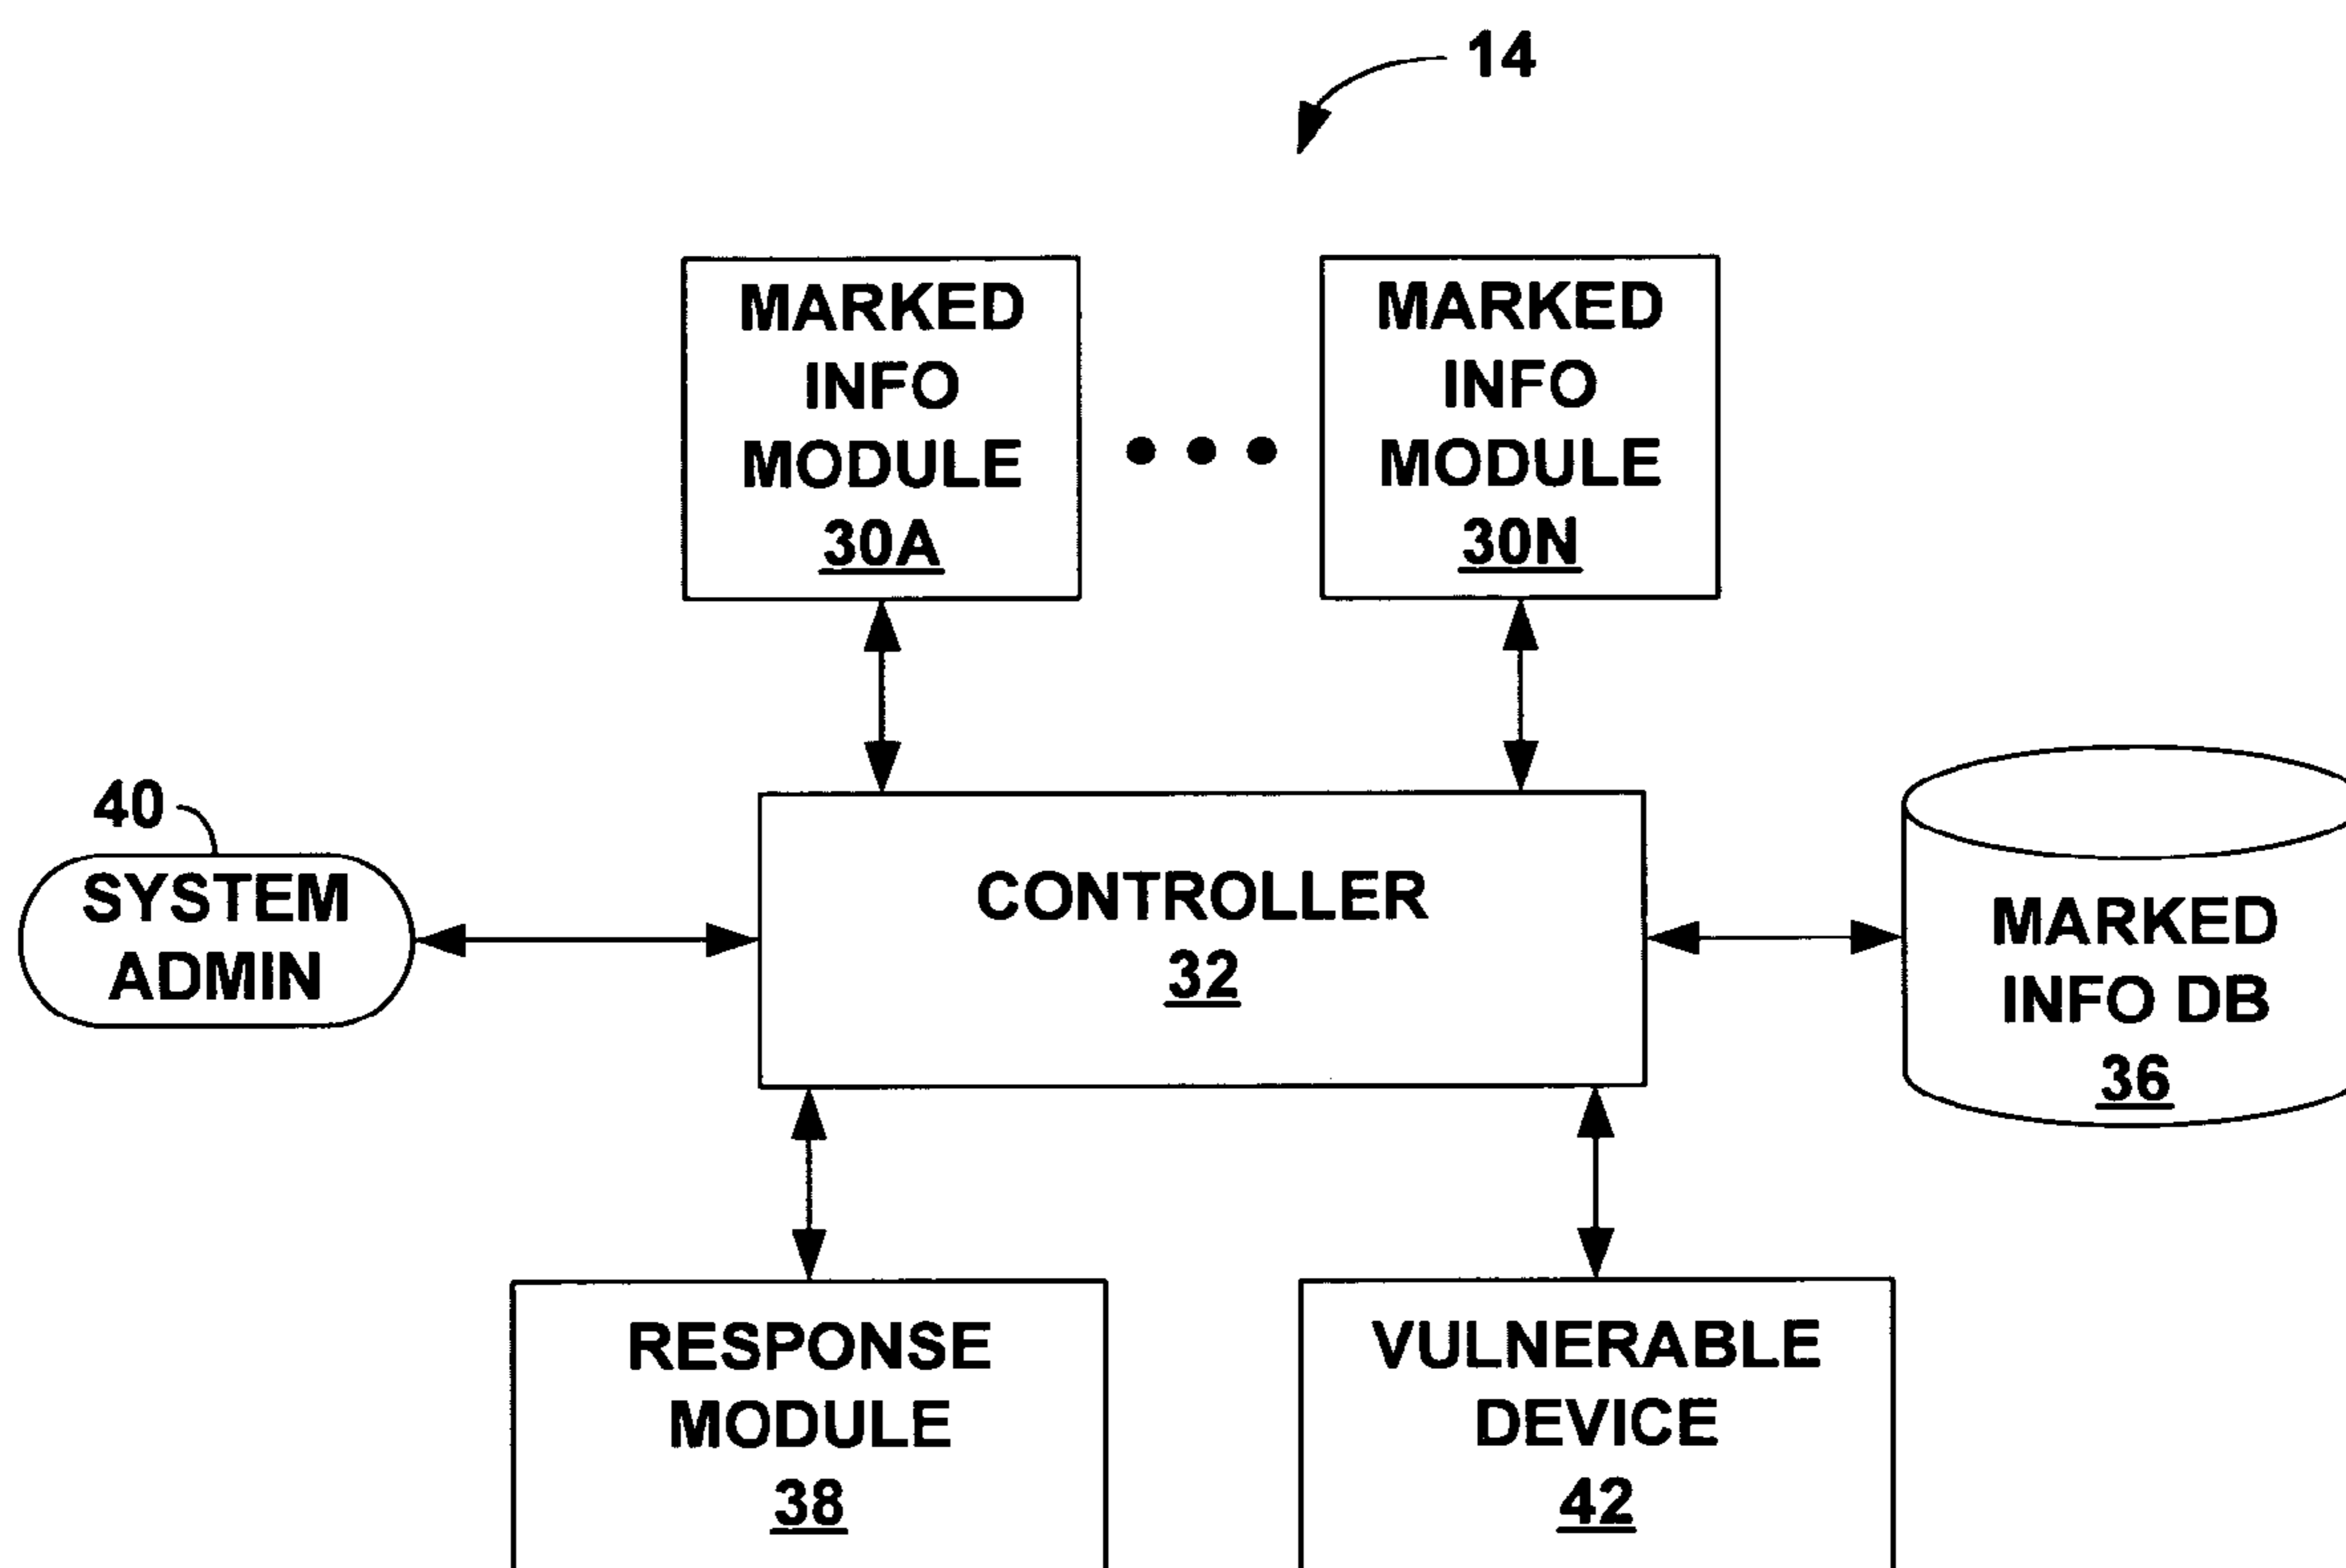 14
MARKED
INFO
MODULE
30A
MARKED
INFO
MODULE
30N
40
SYSTEM
ADMIN
CONTROLLER
32
MARKED
INFO DB
36
RESPONSE
MODULE
38
VULNERABLE
DEVICE
42